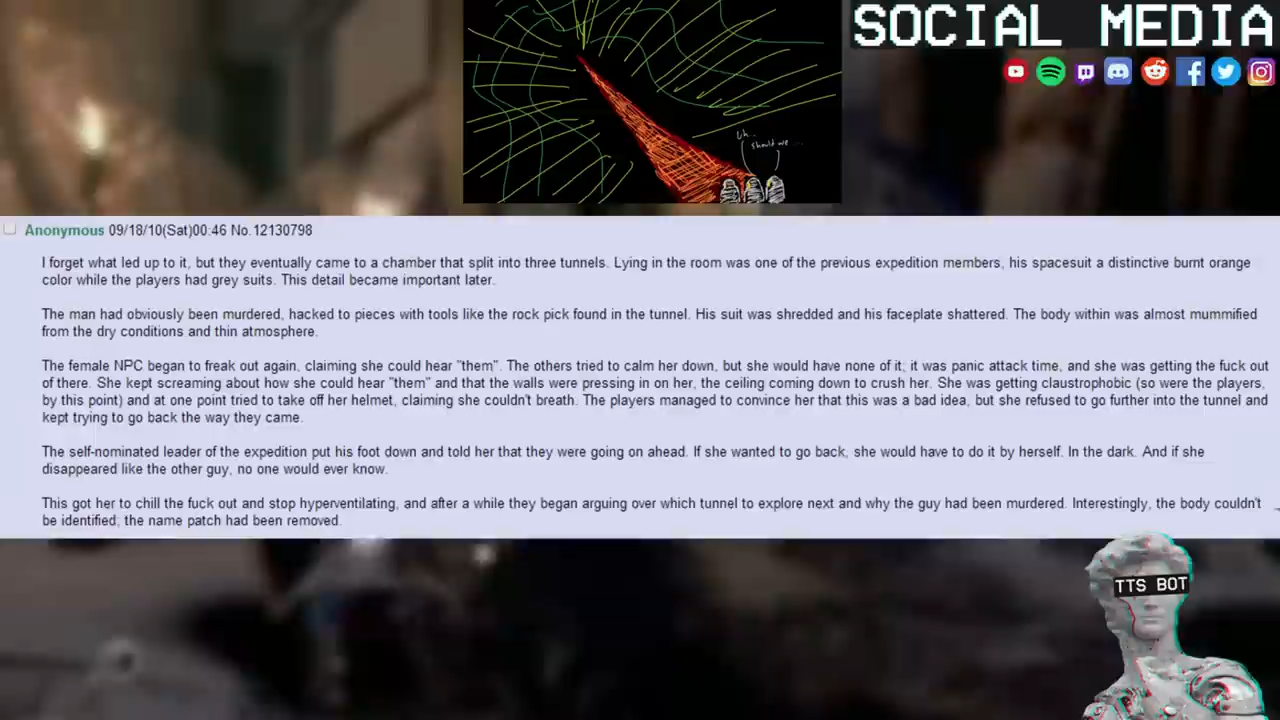 SOCIAL MEDIA
uh...
should we ...
Anonymous 09/18/10(Sat)00:46 No.12130798
I forget what led up to it, but they eventually came to a chamber that split into three tunnels. Lying in the room was one of the previous expedition members, his spacesuit a distinctive burnt orange
color while the players had grey suits. This detail became important later.
The man had obviously been murdered, hacked to pieces with tools like the rock pick found in the tunnel. His suit was shredded and his faceplate shattered. The body within was almost mummified
from the dry conditions and thin atmosphere.
The female NPC began to freak out again, claiming she could hear "them". The others tried to calm her down, but she would have none of it; it was panic attack time, and she was getting the fuck out
of there. She kept screaming about how she could hear "them" and that the walls were pressing in on her, the ceiling coming down to crush her. She was getting claustrophobic (so were the players,
by this point) and at one point tried to take off her helmet, claiming she couldn't breath. The players managed to convince her that this was a bad idea, but she refused to go further into the tunnel and
kept trying to go back the way they came.
The self-nominated leader of the expedition put his foot down and told her that they were going on ahead. If she wanted to go back, she would have to do it by herself. In the dark. And if she
disappeared like the other guy, no one would ever know.
This got her to chill the fuck out and stop hyperventilating, and after a while they began arguing over which tunnel to explore next and why the guy had been murdered. Interestingly, the body couldn't
be identified; the name patch had been removed.
TTS BOT